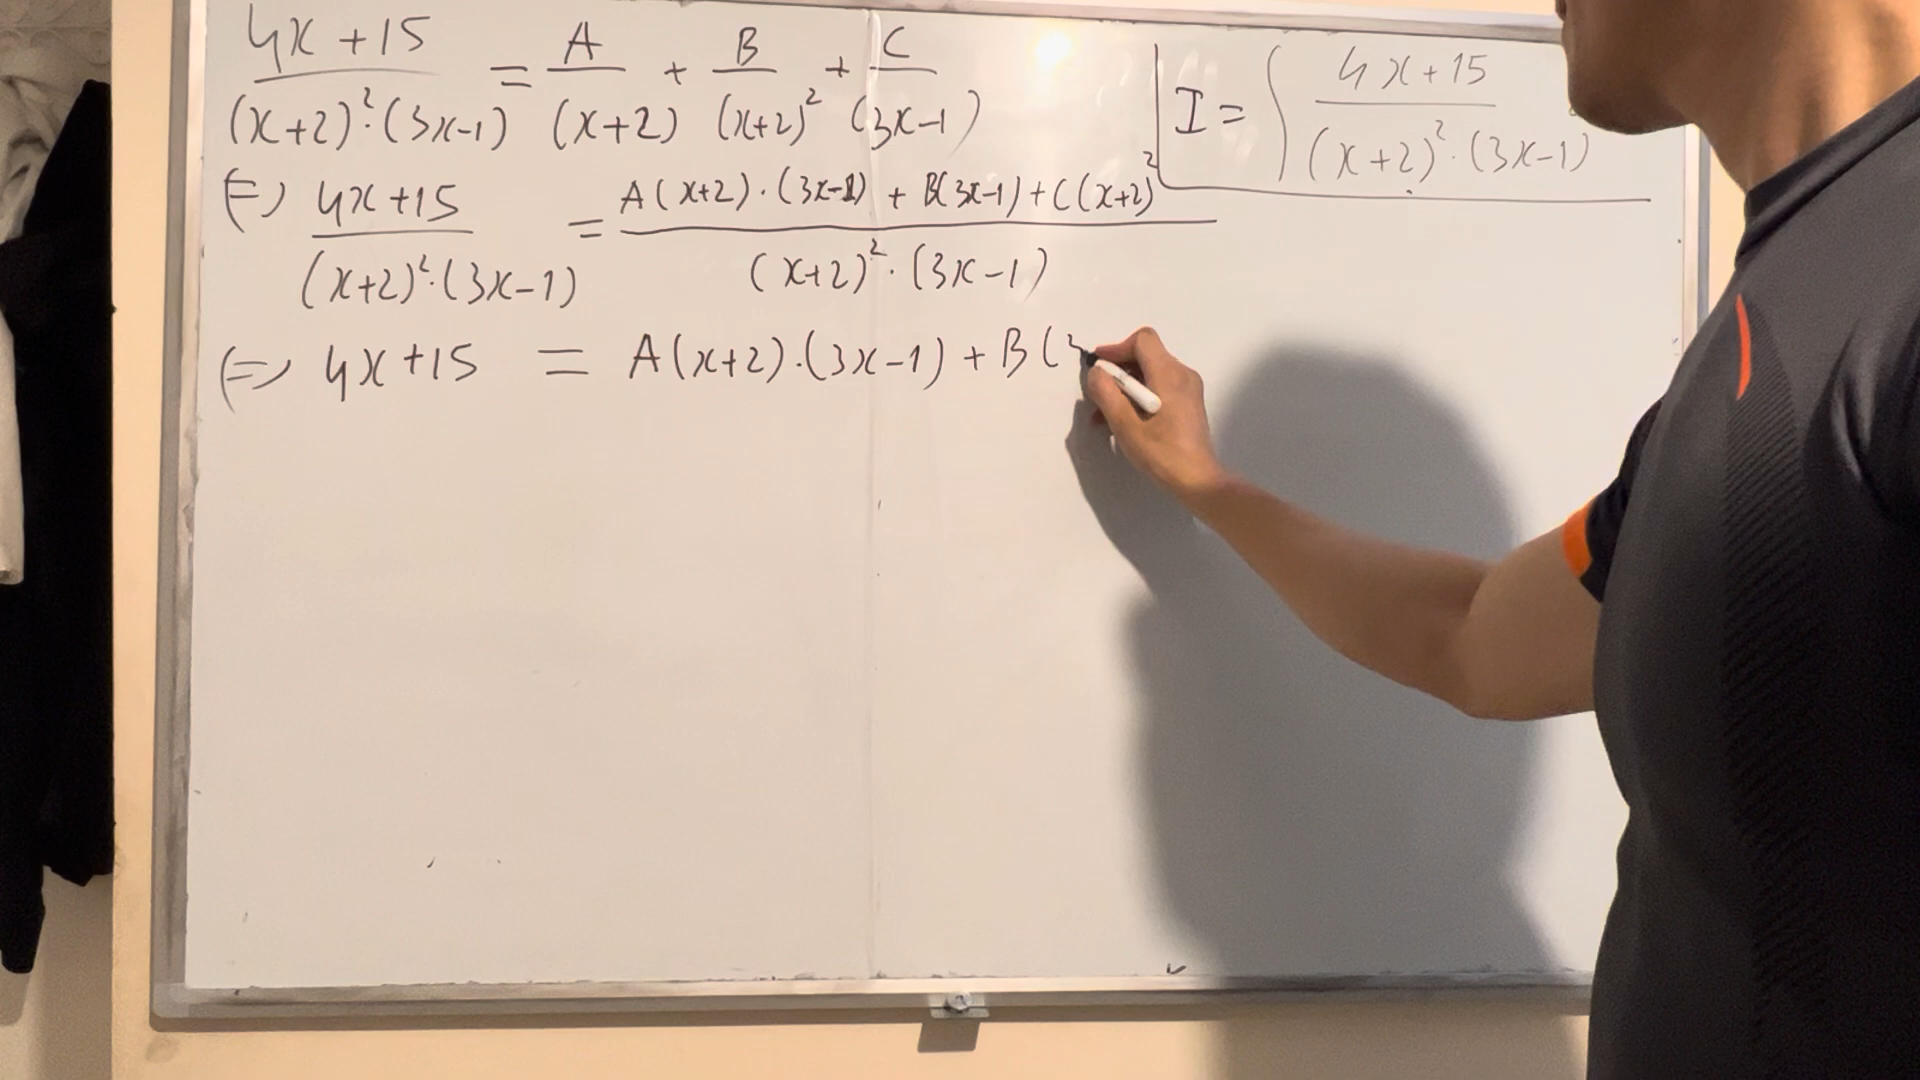 4x+15 / (x+2)²·(3x-1) = A / (x+2) + B / (x+2)² + C / (3x-1)
I = ∫ 4x+15 / (x+2)²·(3x-1)
⇔ 4x+15 / (x+2)²·(3x-1) = A(x+2)·(3x-1) + B(3x-1) + C(x+2)² / (x+2)²·(3x-1)
⇔ 4x+15 = A(x+2)·(3x-1) + B(3